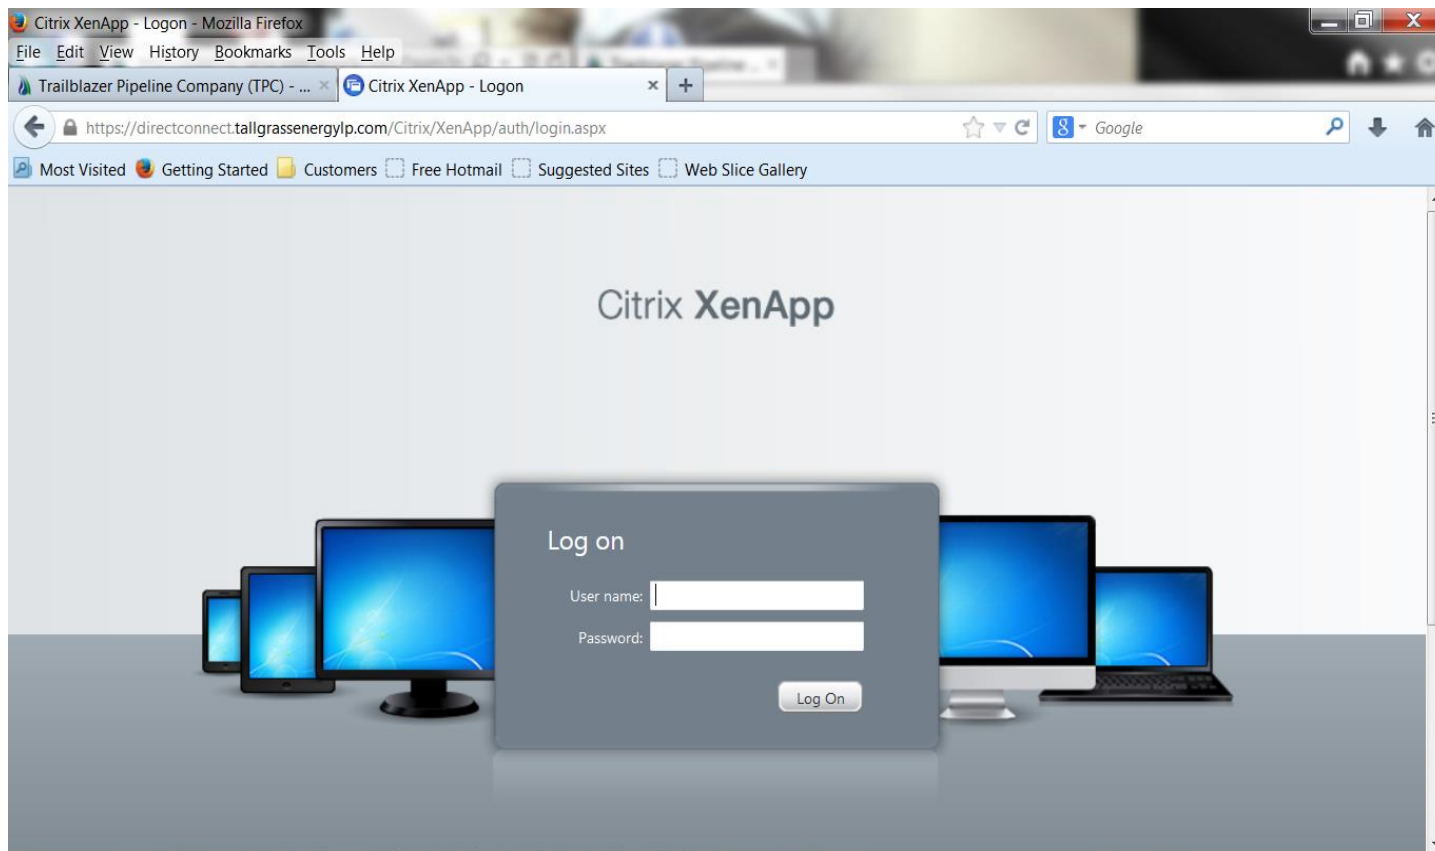 Citrix XenApp - Logon - Mozilla Firefox
File Edit View History Bookmarks Tools Help
Trailblazer Pipeline Company (TPC) - ... × Citrix XenApp - Logon × +
https://directconnect.tallgrassenergylp.com/Citrix/XenApp/auth/login.aspx 8 Google
Most Visited Getting Started Customers Free Hotmail Suggested Sites Web Slice Gallery
Citrix XenApp
Log on
User name:
Password:
Log On